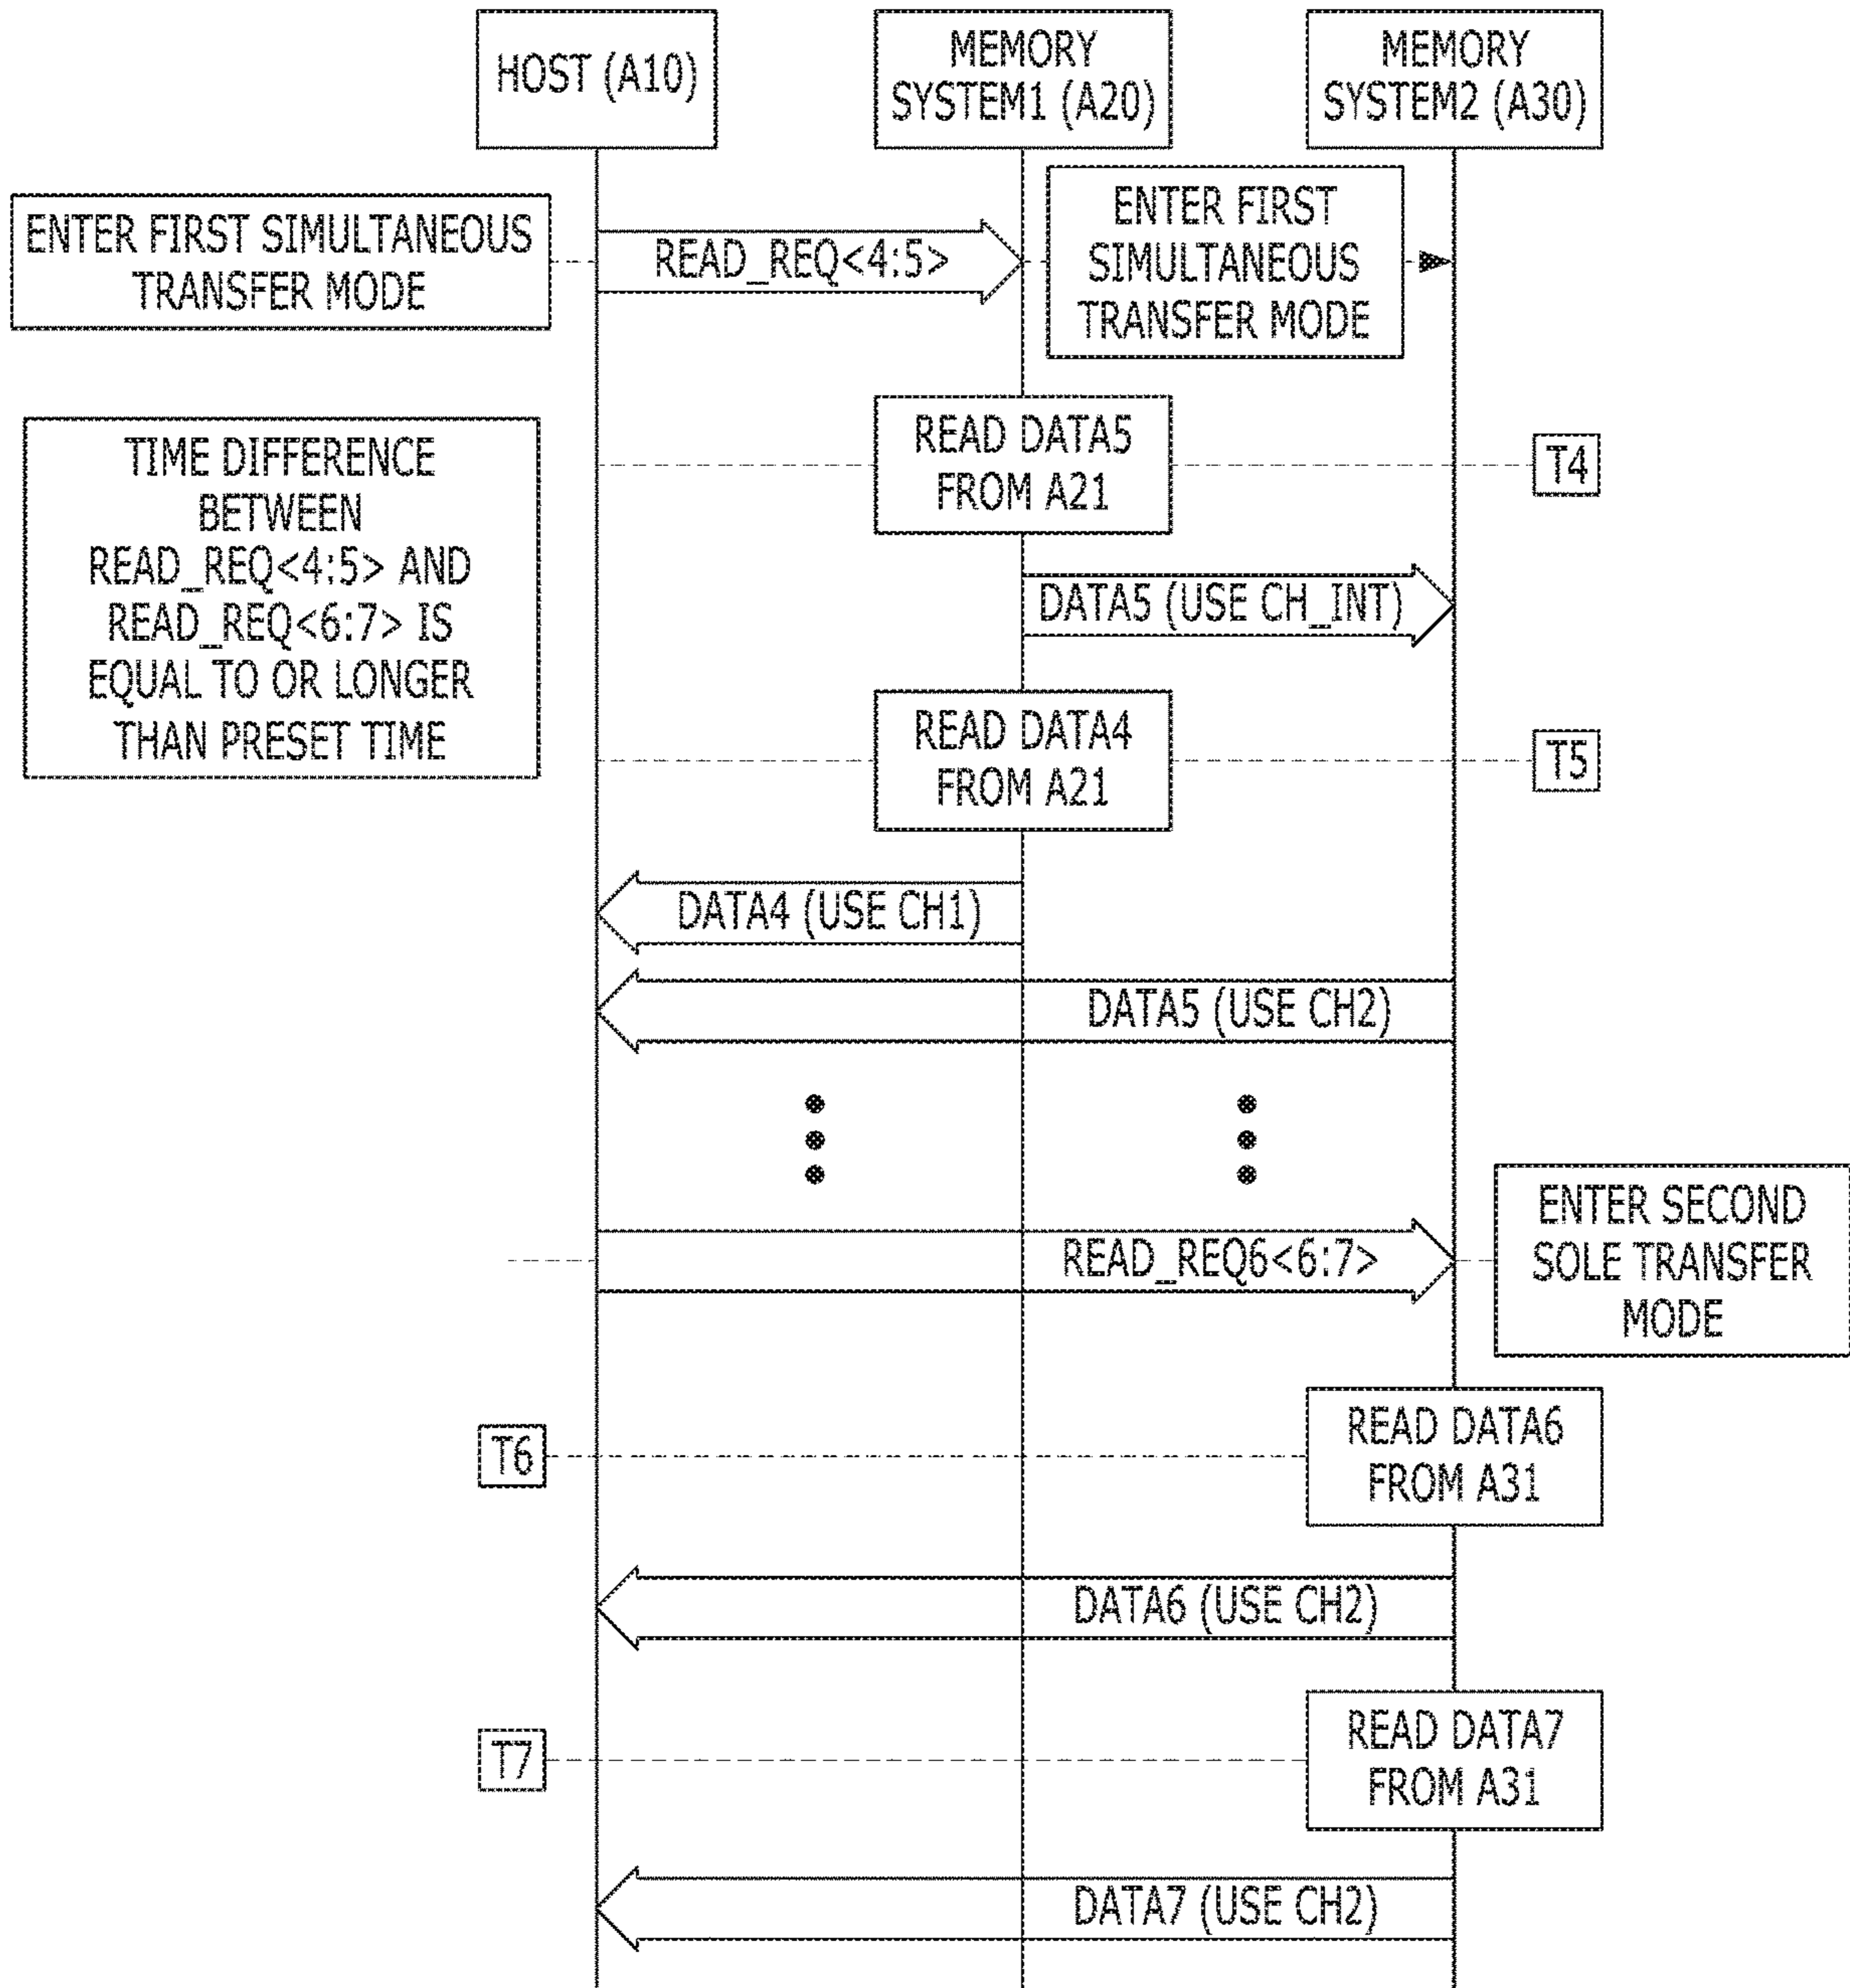 HOST (A10)
MEMORY
SYSTEM1 (A20)
MEMORY
SYSTEM2 (A30)
ENTER FIRST SIMULTANEOUS
TRANSFER MODE
READ_REQ<4:5>
ENTER FIRST
SIMULTANEOUS
TRANSFER MODE
TIME DIFFERENCE
BETWEEN
READ_REQ<4:5> AND
READ_REQ<6:7> IS
EQUAL TO OR LONGER
THAN PRESET TIME
READ DATA5
FROM A21
T4
DATA5 (USE CH_INT)
READ DATA4
FROM A21
T5
DATA4 (USE CH1)
DATA5 (USE CH2)
READ_REQ6<6:7>
ENTER SECOND
SOLE TRANSFER
MODE
T6
READ DATA6
FROM A31
DATA6 (USE CH2)
T7
READ DATA7
FROM A31
DATA7 (USE CH2)